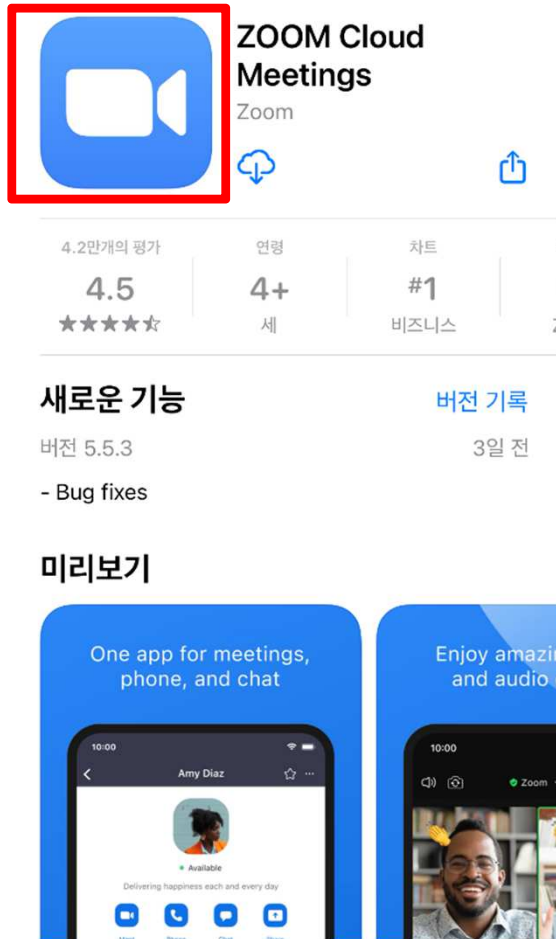 ZOOM Cloud
Meetings
Zoom
4.2만개의 평가
연령
차트
4.5
4+
#1
세
비즈니스
새로운 기능
버전 기록
버전 5.5.3
3일 전
- Bug fixes
미리보기
One app for meetings,
phone, and chat
Enjoy
and audio
10:00
Amy Diaz
Available
Delivering happiness each and every day
10:00
Zoom